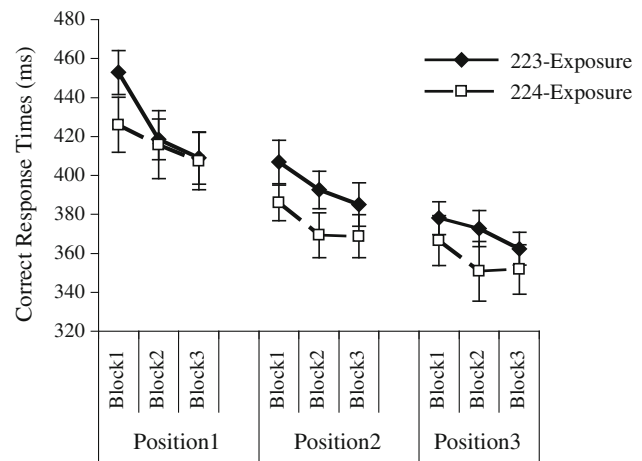 Correct Response Times (ms)
480
460
440
420
400
380
360
340
320
223-Exposure
224-Exposure
Block1
Block2
Block3
Block1
Block2
Block3
Block1
Block2
Block3
Position1
Position2
Position3